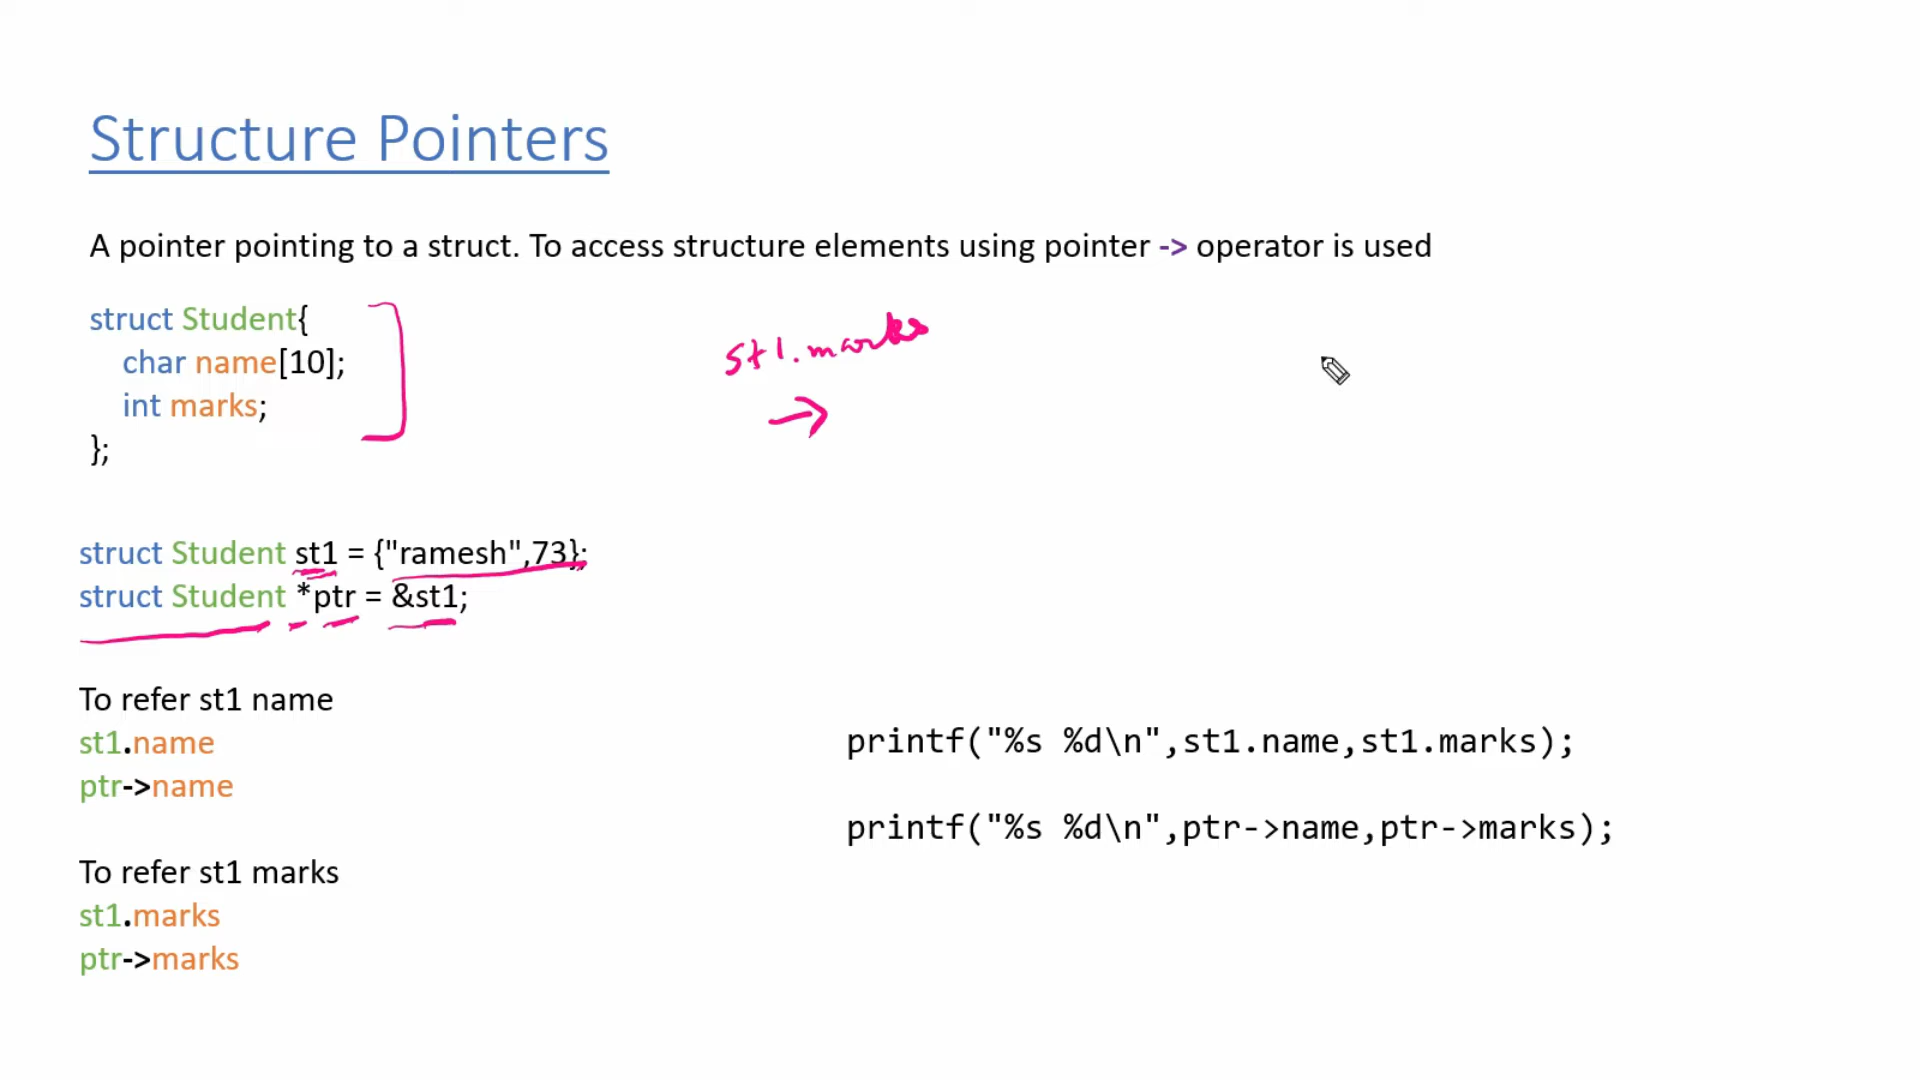 Structure Pointers
A pointer pointing to a struct. To access structure elements using pointer -> operator is used
struct Student{
char name[10];
int marks;
};
st1.marks
→
struct Student st1 = {"ramesh",73};
struct Student *ptr = &st1;
To refer st1 name
st1.name
ptr->name
To refer st1 marks
st1.marks
ptr->marks
printf("%s %d\n",st1.name,st1.marks);
printf("%s %d\n",ptr->name,ptr->marks);